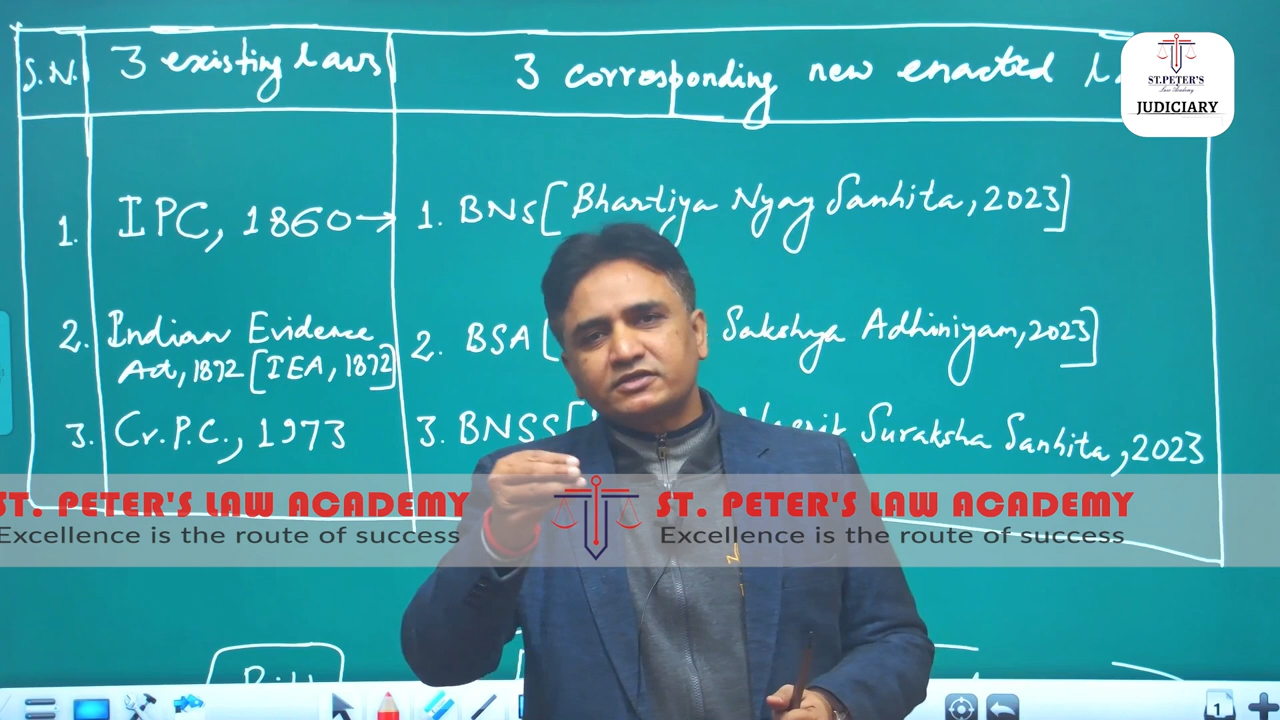 S.N.
3 existing laws
3 corresponding new enacted
ST.PETER'S
Law Academy
JUDICIARY
1.
IPC, 1860→
1. BNS [Bhartiya Nyay Sanhita, 2023]
2.
Indian Evidence
Act, 1872 [IEA, 1872]
2. BSA [ Sakshya Adhiniyam, 2023]
3.
Cr.P.C., 1973
3. BNSS [ Suraksha Sanhita, 2023
ST. PETER'S LAW ACADEMY
Excellence is the route of success
ST. PETER'S LAW ACADEMY
Excellence is the route of success
1